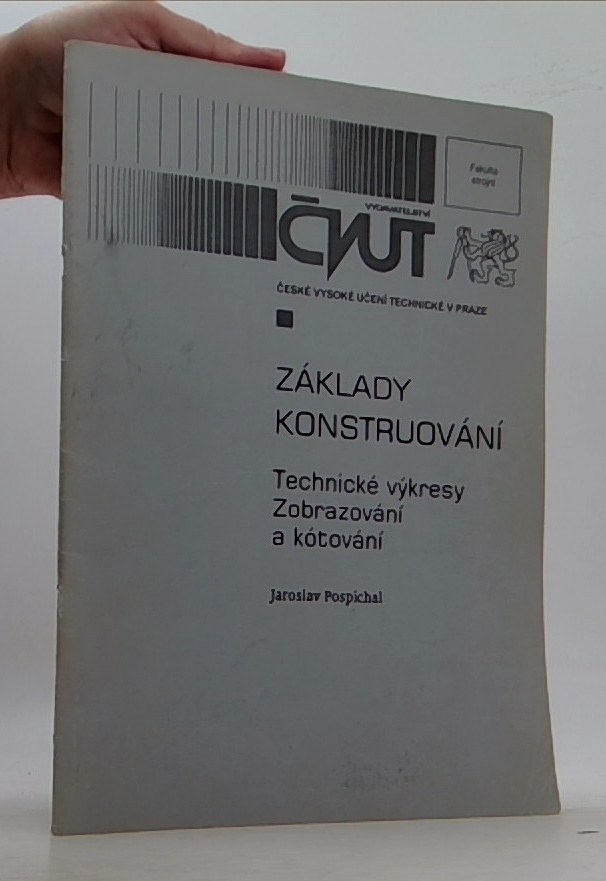 Fakulta
strojní
VYDAVATELSTVÍ
ČVUT
ČESKÉ VYSOKÉ UČENÍ TECHNICKÉ V PRAZE
ZÁKLADY
KONSTRUOVÁNÍ
Technické výkresy
Zobrazování
a kótování
Jaroslav Pospíchal